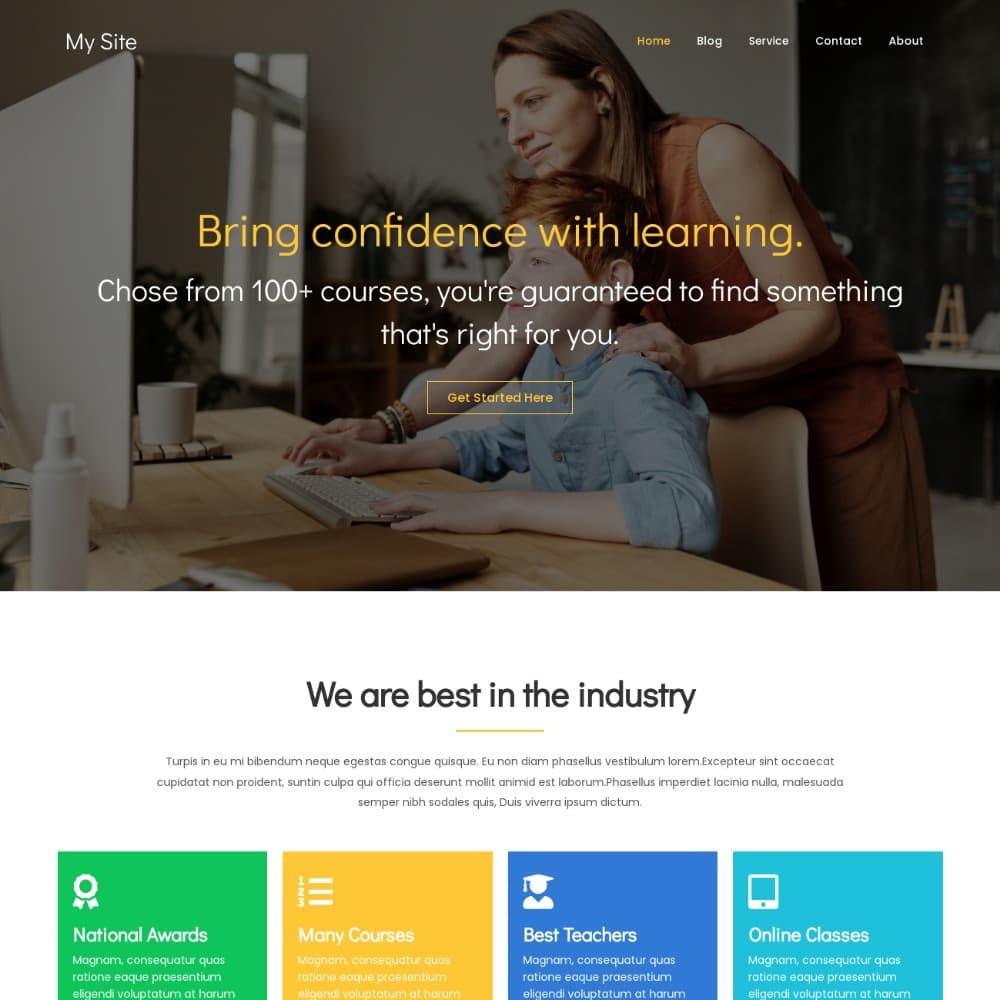 My Site
Home Blog Service Contact About
Bring confidence with learning.
Chose from 100+ courses, you're guaranteed to find something
that's right for you.
Get Started Here
We are best in the industry
Turpis in eu mi bibendum neque egestas congue quisque. Eu non diam phasellus vestibulum lorem.Excepteur sint occaecat
cupidatat non proident, suntin culpa qui officia deserunt mollit animid est laborum.Phasellus imperdiet lacinia nulla, malesuada
semper nibh sodales quis, Duis viverra ipsum dictum.
1
2
3
National Awards
Magnam, consequatur quas
ratione eaque praesentium
eligendi voluptatum at harum
Many Courses
Magnam, consequatur quas
ratione eaque praesentium
eligendi voluptatum at harum
Best Teachers
Magnam, consequatur quas
ratione eaque praesentium
eligendi voluptatum at harum
Online Classes
Magnam, consequatur quas
ratione eaque praesentium
eligendi voluptatum at harum